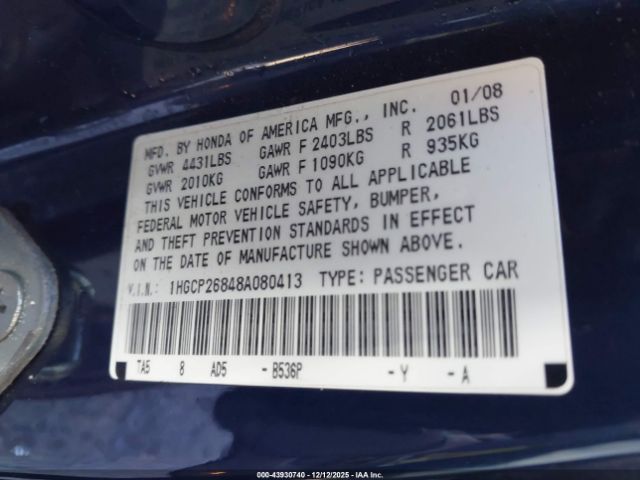 MFD. BY HONDA OF AMERICA MFG., INC. 01/08
GVWR 4431LBS GAWR F 2403LBS R 2061LBS
GVWR 2010KG GAWR F 1090KG R 935KG
THIS VEHICLE CONFORMS TO ALL APPLICABLE
FEDERAL MOTOR VEHICLE SAFETY, BUMPER,
AND THEFT PREVENTION STANDARDS IN EFFECT
ON THE DATE OF MANUFACTURE SHOWN ABOVE.
V.I.N.: 1HGCP26848A080413 TYPE: PASSENGER CAR
TA5 8 AD5 - B536P - Y - A
000-43930740 - 12/12/2025 - IAAI.com